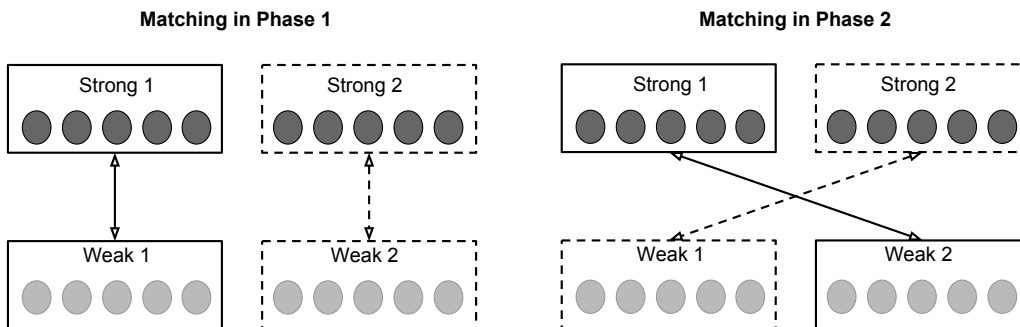 Matching in Phase 1
Matching in Phase 2
Strong 1
Strong 2
Strong 1
Strong 2
Weak 1
Weak 2
Weak 1
Weak 2